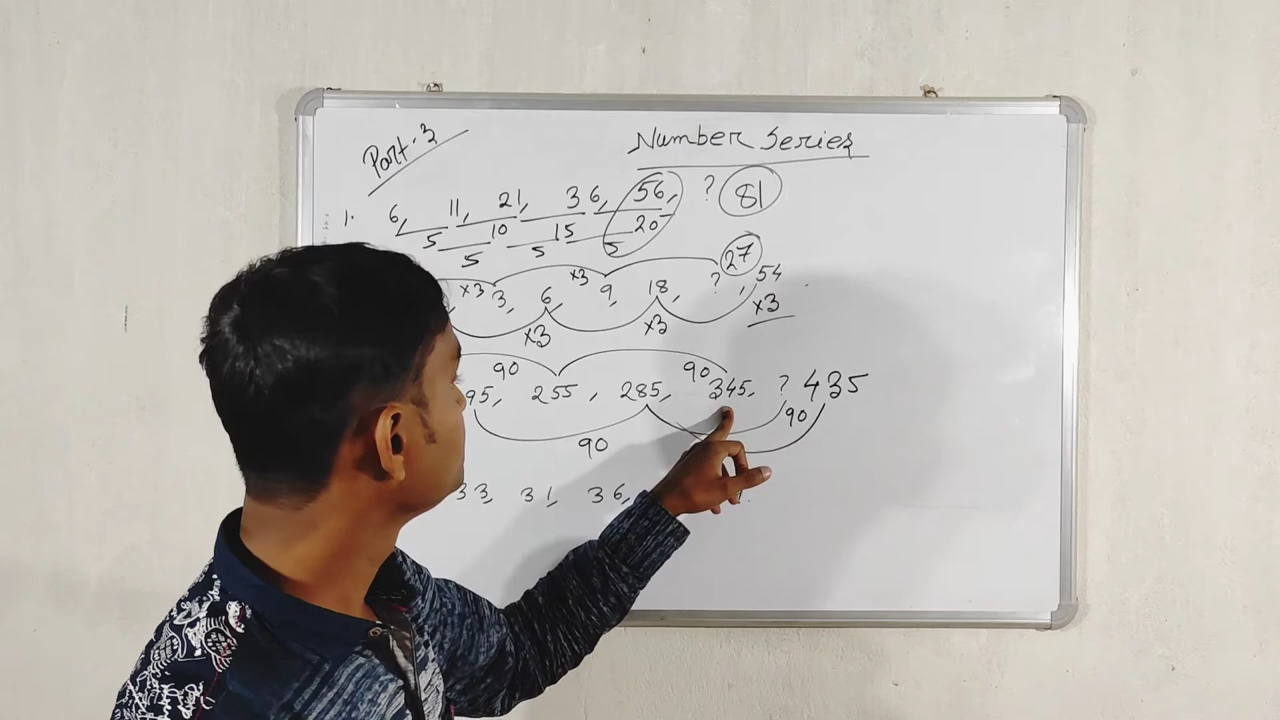 Part-3
Number Series
1. 6, 11, 21, 36, 56, ? 81
5 10 15 20
5 5 5
27
×3 ×3
3, 6, 9, 18, ?, 54
×3 ×3 ×3
90 90
95, 255, 285, 345, ? 435
90 90
33, 31, 36,